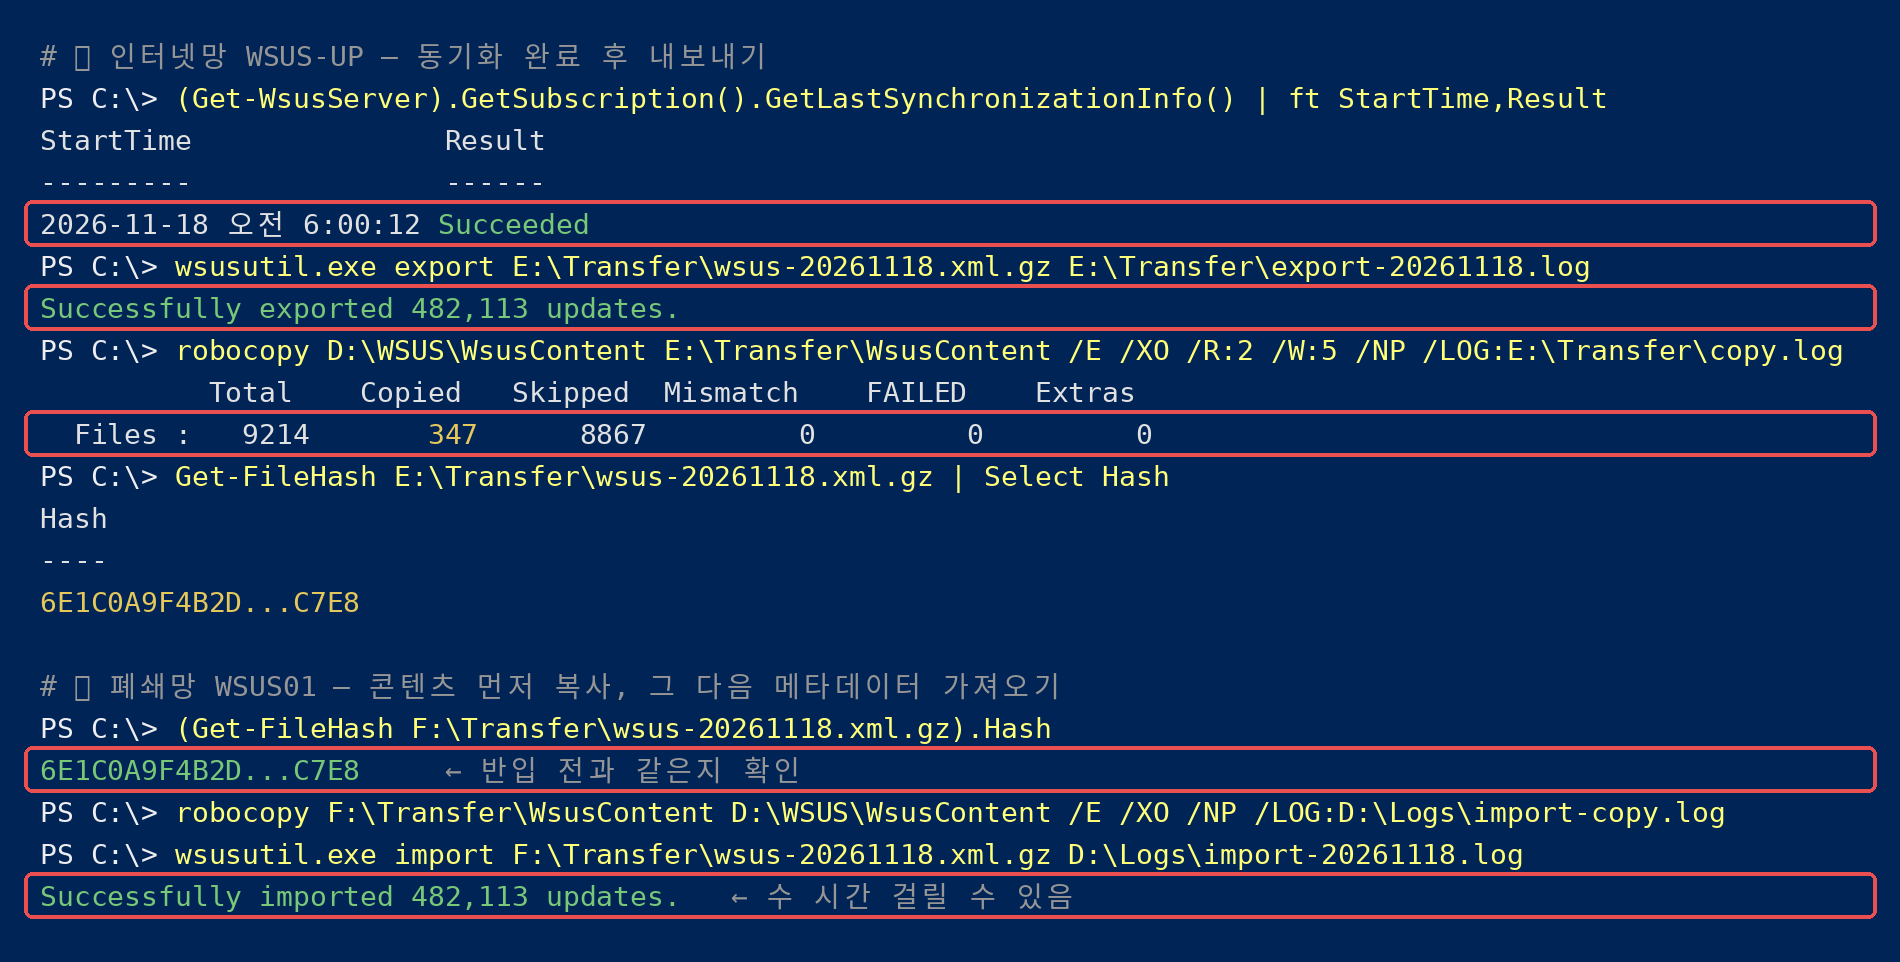 # 인터넷망 WSUS-UP — 동기화 완료 후 내보내기
PS C:\> (Get-WsusServer).GetSubscription().GetLastSynchronizationInfo() | ft StartTime,Result
StartTime               Result
---------               ------
2026-11-18 오전 6:00:12 Succeeded
PS C:\> wsusutil.exe export E:\Transfer\wsus-20261118.xml.gz E:\Transfer\export-20261118.log
Successfully exported 482,113 updates.
PS C:\> robocopy D:\WSUS\WsusContent E:\Transfer\WsusContent /E /XO /R:2 /W:5 /NP /LOG:E:\Transfer\copy.log
Total    Copied   Skipped  Mismatch    FAILED    Extras
Files :   9214       347      8867         0         0         0
PS C:\> Get-FileHash E:\Transfer\wsus-20261118.xml.gz | Select Hash
Hash
----
6E1C0A9F4B2D...C7E8
# 폐쇄망 WSUS01 — 콘텐츠 먼저 복사, 그 다음 메타데이터 가져오기
PS C:\> (Get-FileHash F:\Transfer\wsus-20261118.xml.gz).Hash
6E1C0A9F4B2D...C7E8     ← 반입 전과 같은지 확인
PS C:\> robocopy F:\Transfer\WsusContent D:\WSUS\WsusContent /E /XO /NP /LOG:D:\Logs\import-copy.log
PS C:\> wsusutil.exe import F:\Transfer\wsus-20261118.xml.gz D:\Logs\import-20261118.log
Successfully imported 482,113 updates.   ← 수 시간 걸릴 수 있음